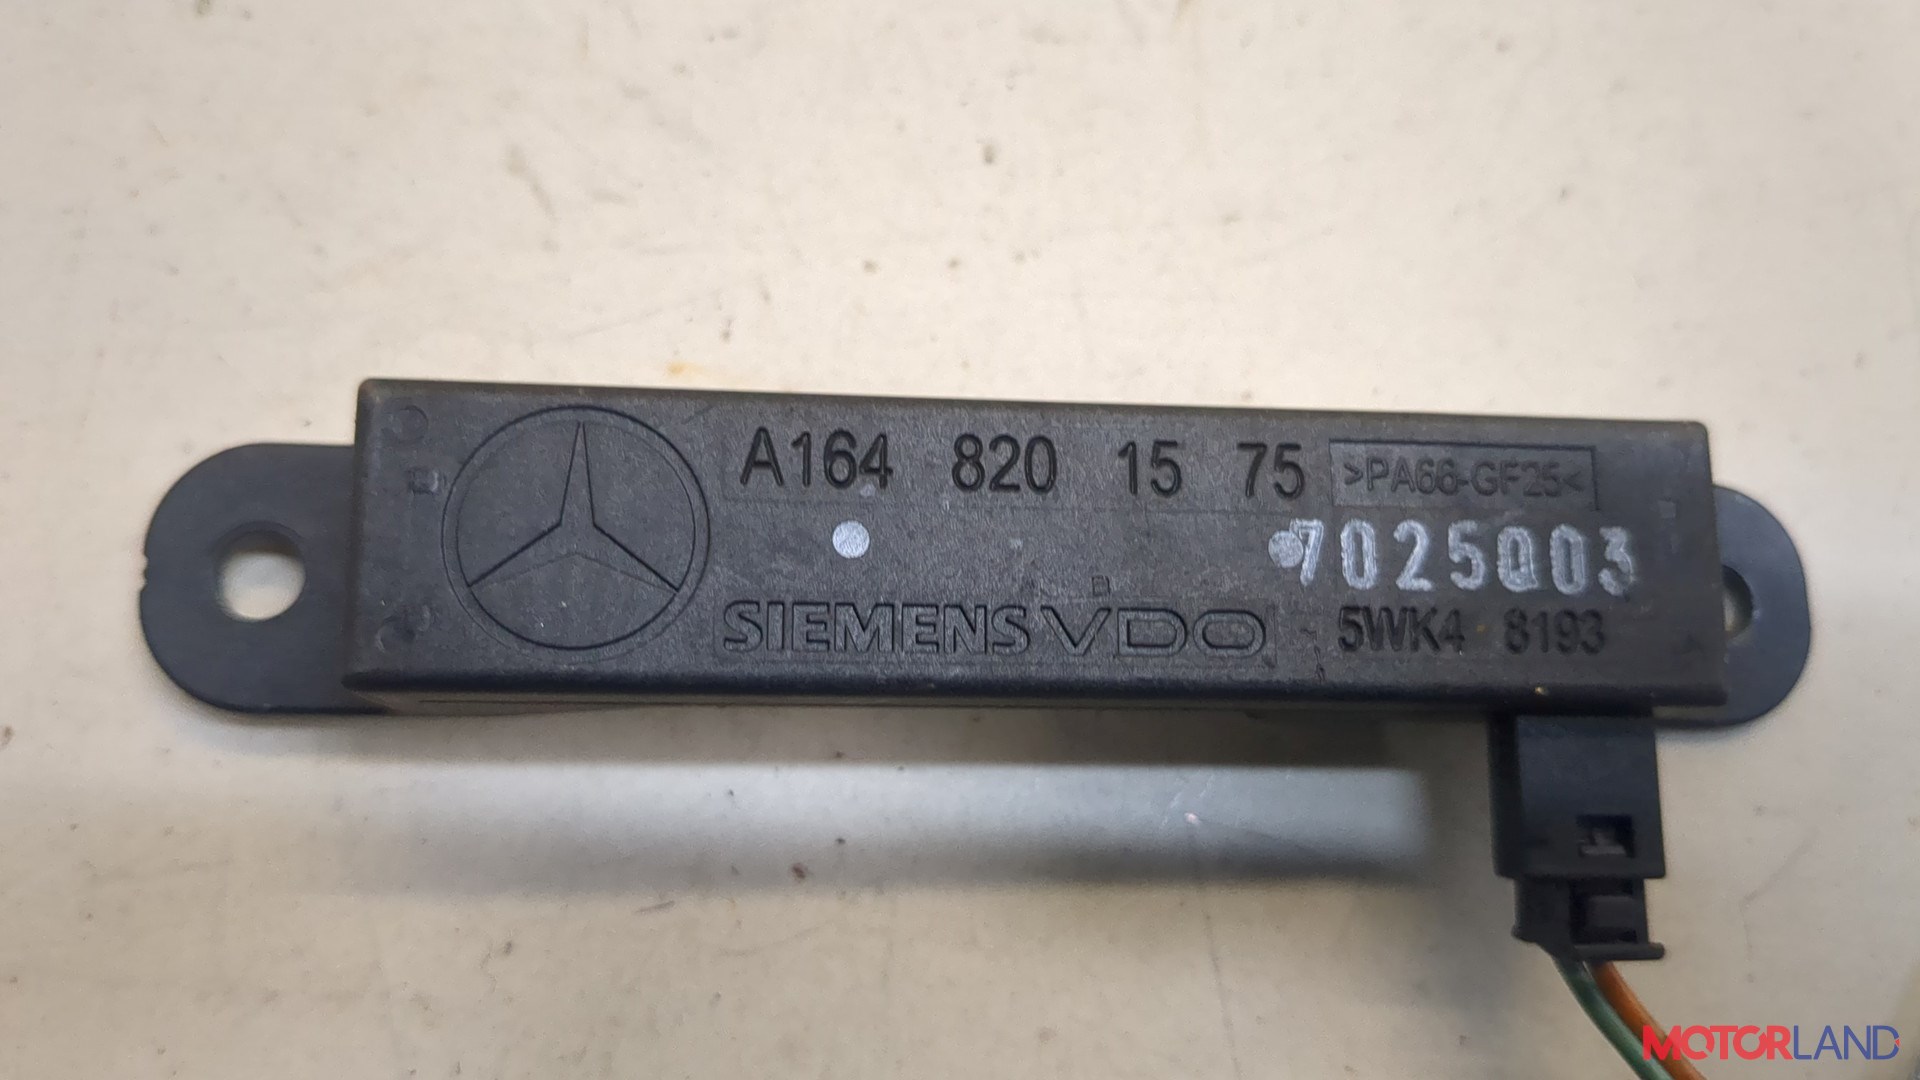 A164 820 15 75 >PA66-GF25<
7025003
B
SIEMENS VDO 5WK4 8193
MOTORLAND